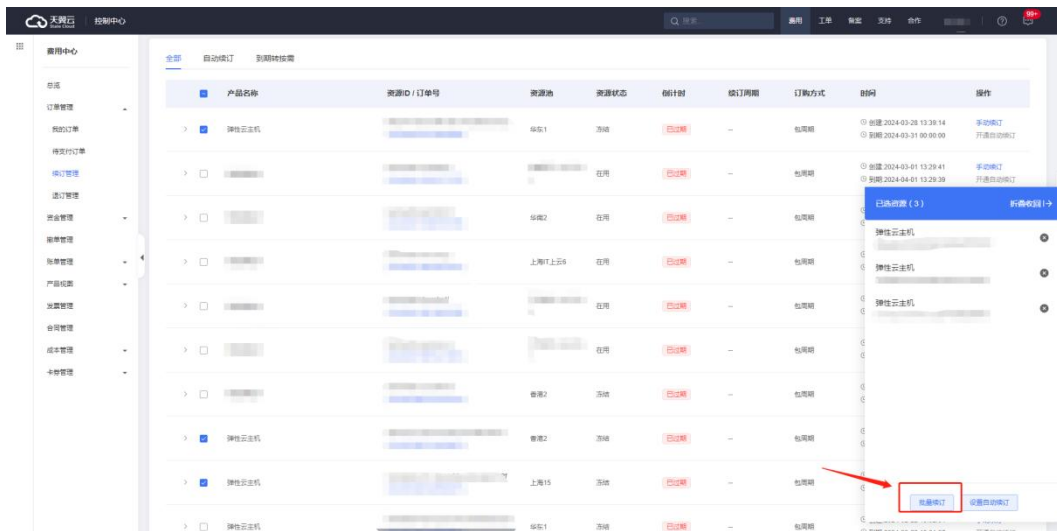 天翼云 控制中心 费用 工单 备案 支持 合作 99+
费用中心
总览
订单管理
我的订单
待支付订单
续订管理
退订管理
资金管理
账单管理
产品视图
发票管理
合同管理
成本管理
卡券管理
全部 自动续订 到期转按需
产品名称 资源ID / 订单号 资源池 资源状态 倒计时 续订周期 订购方式 时间 操作
弹性云主机 华东1 冻结 已过期 -- 包周期 创建:2024-03-28 13:39:14 手动续订
到期:2024-03-31 00:00:00 开通自动续订
在用 已过期 -- 包周期 创建:2024-03-01 13:29:41 手动续订
到期:2024-04-01 13:29:39 开通自动续订
华南2 在用 已过期 -- 包周期
上海IT上云6 在用 已过期 -- 包周期
在用 已过期 -- 包周期
在用 已过期 -- 包周期
香港2 冻结 已过期 -- 包周期
弹性云主机 香港2 冻结 已过期 -- 包周期
弹性云主机 上海15 冻结 已过期 -- 包周期
弹性云主机 华东1 冻结 已过期 -- 包周期
已选资源 ( 3 ) 折叠收回
弹性云主机
弹性云主机
弹性云主机
批量续订 设置自动续订